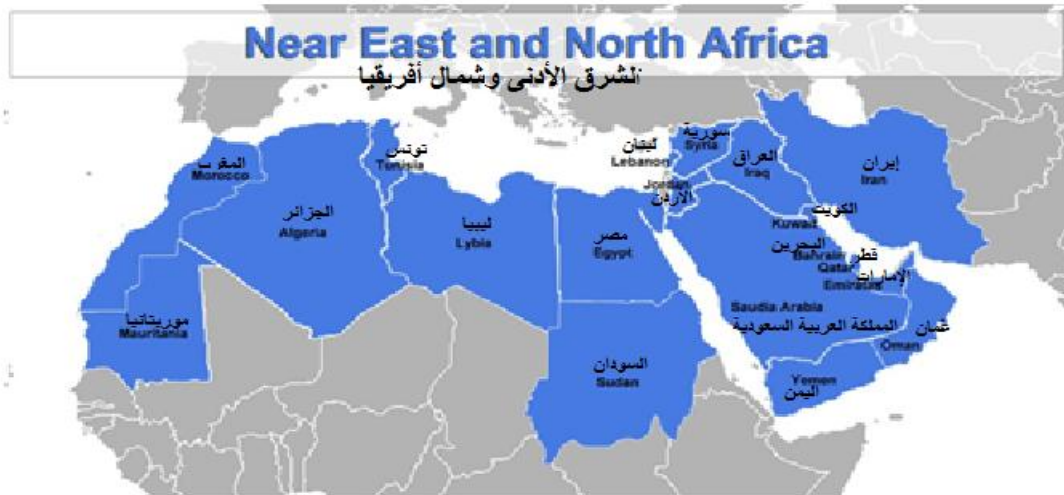 Near East and North Africa
الشرق الأدنى وشمال أفريقيا
المغرب
Morocco
الجزائر
Algeria
تونس
Tunisia
ليبيا
Lybia
مصر
Egypt
موريتانيا
Mauritania
السودان
Sudan
لبنان
Lebanon
سورية
Syria
العراق
Iraq
إيران
Iran
Jordan
الاردن
الكويت
Kuwait
البحرين
Bahrain
قطر
Qatar
الإمارات
Emirates
Saudia Arabia
المملكة العربية السعودية
عُمان
Oman
Yemen
اليمن